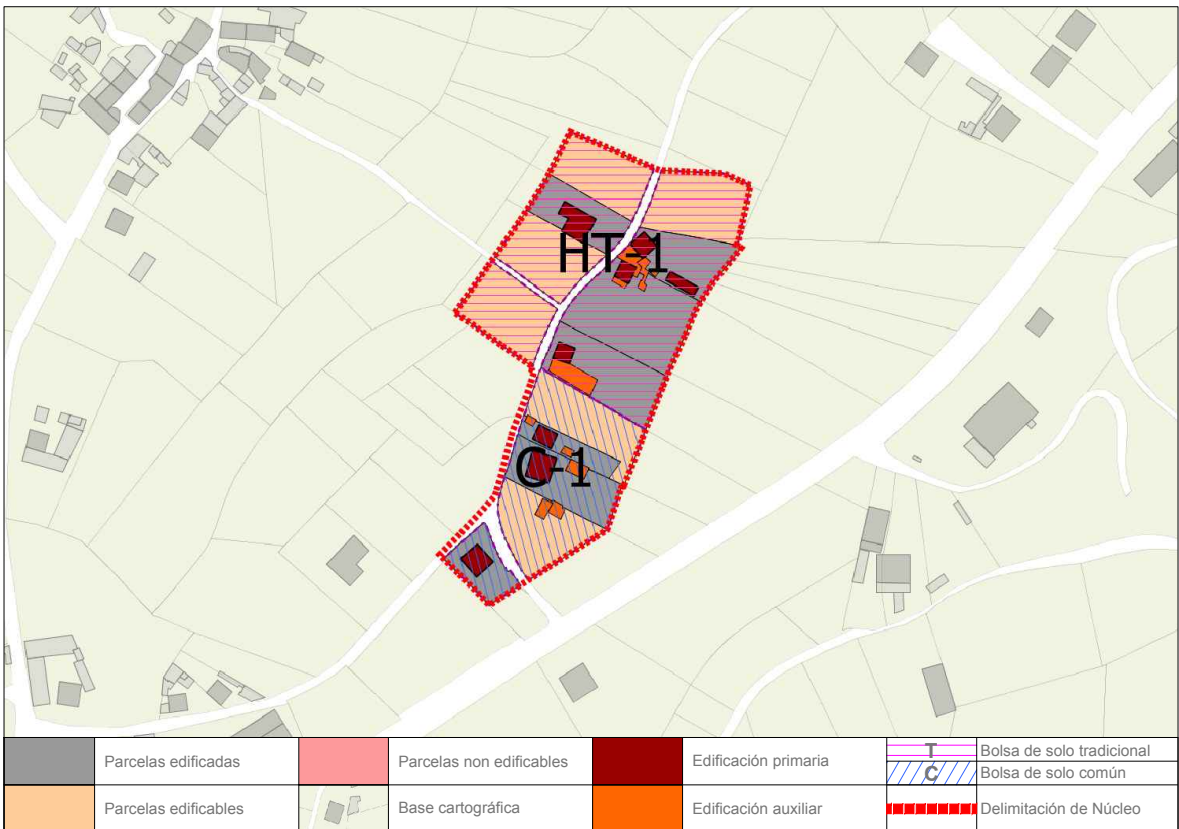 HT-1
C-1
Parcelas edificadas
Parcelas non edificables
Edificación primaria
T
Bolsa de solo tradicional
C
Bolsa de solo común
Parcelas edificables
Base cartográfica
Edificación auxiliar
Delimitación de Núcleo